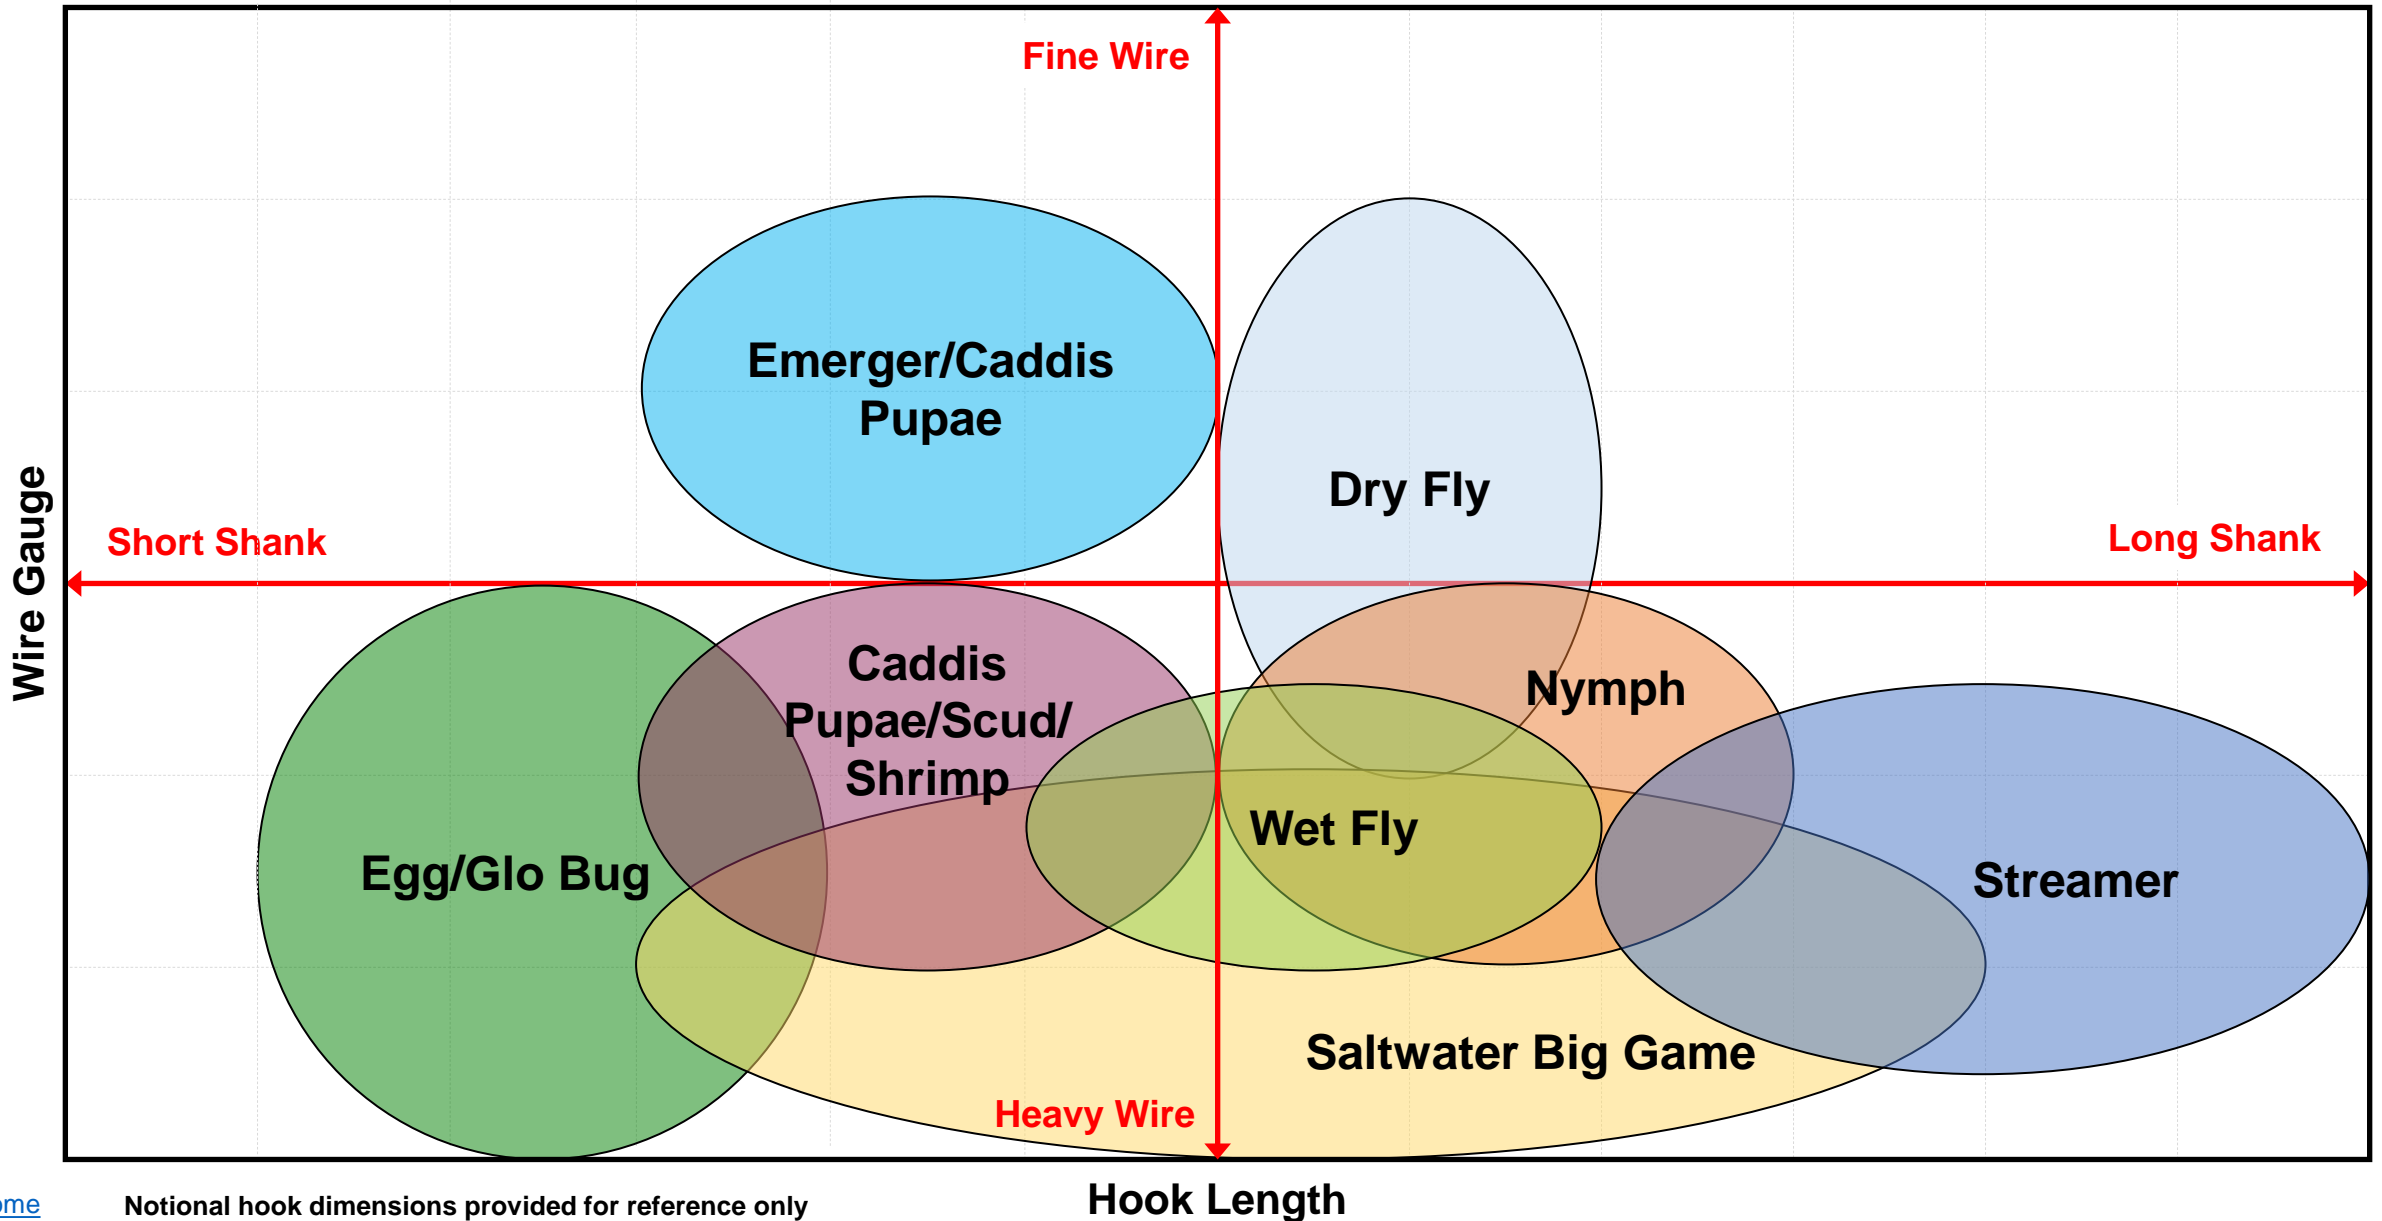 Fine Wire
Emerger/Caddis
Pupae
Dry Fly
Wire Gauge
Short Shank
Long Shank
Caddis
Pupae/Scud/
Shrimp
Nymph
Wet Fly
Egg/Glo Bug
Streamer
Saltwater Big Game
Heavy Wire
Hook Length
Notional hook dimensions provided for reference only